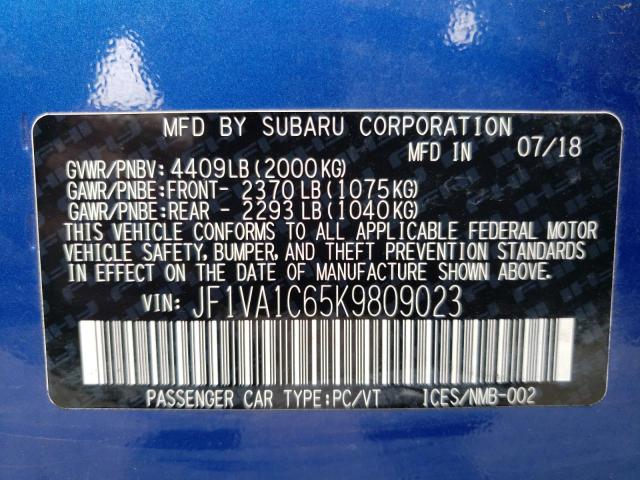 MFD BY SUBARU CORPORATION
MFD IN 07/18
GVWR/PNBV: 4409LB(2000KG)
GAWR/PNBE:FRONT- 2370LB(1075KG)
GAWR/PNBE:REAR - 2293LB(1040KG)
THIS VEHICLE CONFORMS TO ALL APPLICABLE FEDERAL MOTOR
VEHICLE SAFETY, BUMPER, AND THEFT PREVENTION STANDARDS
IN EFFECT ON THE DATE OF MANUFACTURE SHOWN ABOVE.
VIN: JF1VA1C65K9809023
PASSENGER CAR TYPE:PC/VT 1CES/NMB-002